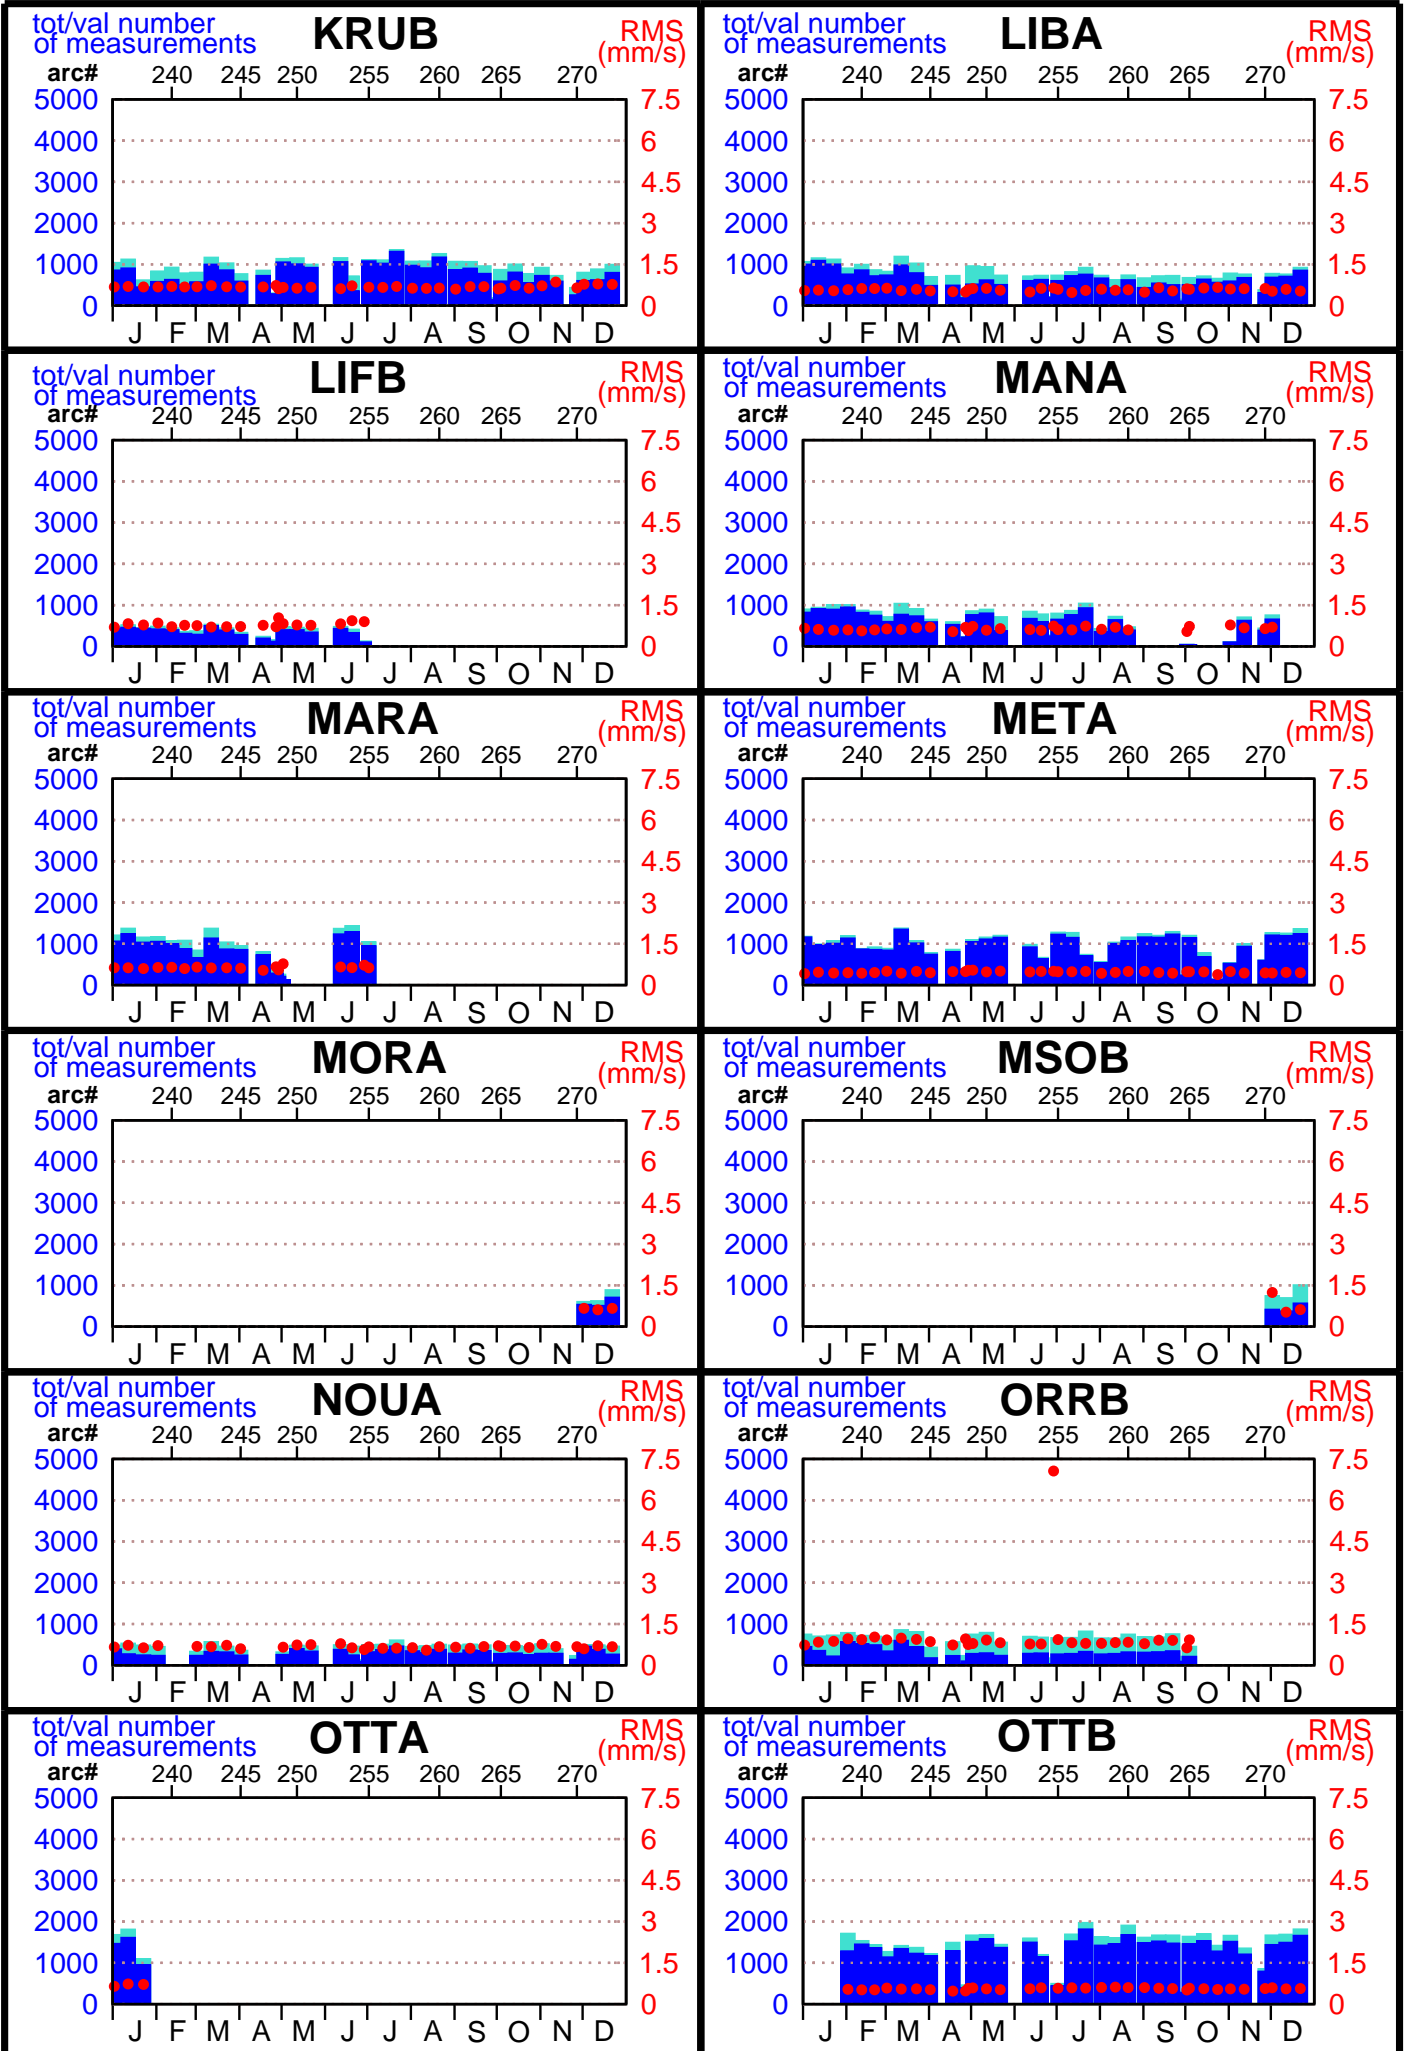 tot/val number KRUB RMS
of measurements (mm/s)
arc# 240 245 250 255 260 265 270
5000 7.5
4000 6
3000 4.5
2000 3
1000 1.5
0 0
J F M A M J J A S O N D
tot/val number LIBA RMS
of measurements (mm/s)
arc# 240 245 250 255 260 265 270
5000 7.5
4000 6
3000 4.5
2000 3
1000 1.5
0 0
J F M A M J J A S O N D
tot/val number LIFB RMS
of measurements (mm/s)
arc# 240 245 250 255 260 265 270
5000 7.5
4000 6
3000 4.5
2000 3
1000 1.5
0 0
J F M A M J J A S O N D
tot/val number MANA RMS
of measurements (mm/s)
arc# 240 245 250 255 260 265 270
5000 7.5
4000 6
3000 4.5
2000 3
1000 1.5
0 0
J F M A M J J A S O N D
tot/val number MARA RMS
of measurements (mm/s)
arc# 240 245 250 255 260 265 270
5000 7.5
4000 6
3000 4.5
2000 3
1000 1.5
0 0
J F M A M J J A S O N D
tot/val number META RMS
of measurements (mm/s)
arc# 240 245 250 255 260 265 270
5000 7.5
4000 6
3000 4.5
2000 3
1000 1.5
0 0
J F M A M J J A S O N D
tot/val number MORA RMS
of measurements (mm/s)
arc# 240 245 250 255 260 265 270
5000 7.5
4000 6
3000 4.5
2000 3
1000 1.5
0 0
J F M A M J J A S O N D
tot/val number MSOB RMS
of measurements (mm/s)
arc# 240 245 250 255 260 265 270
5000 7.5
4000 6
3000 4.5
2000 3
1000 1.5
0 0
J F M A M J J A S O N D
tot/val number NOUA RMS
of measurements (mm/s)
arc# 240 245 250 255 260 265 270
5000 7.5
4000 6
3000 4.5
2000 3
1000 1.5
0 0
J F M A M J J A S O N D
tot/val number ORRB RMS
of measurements (mm/s)
arc# 240 245 250 255 260 265 270
5000 7.5
4000 6
3000 4.5
2000 3
1000 1.5
0 0
J F M A M J J A S O N D
tot/val number OTTA RMS
of measurements (mm/s)
arc# 240 245 250 255 260 265 270
5000 7.5
4000 6
3000 4.5
2000 3
1000 1.5
0 0
J F M A M J J A S O N D
tot/val number OTTB RMS
of measurements (mm/s)
arc# 240 245 250 255 260 265 270
5000 7.5
4000 6
3000 4.5
2000 3
1000 1.5
0 0
J F M A M J J A S O N D